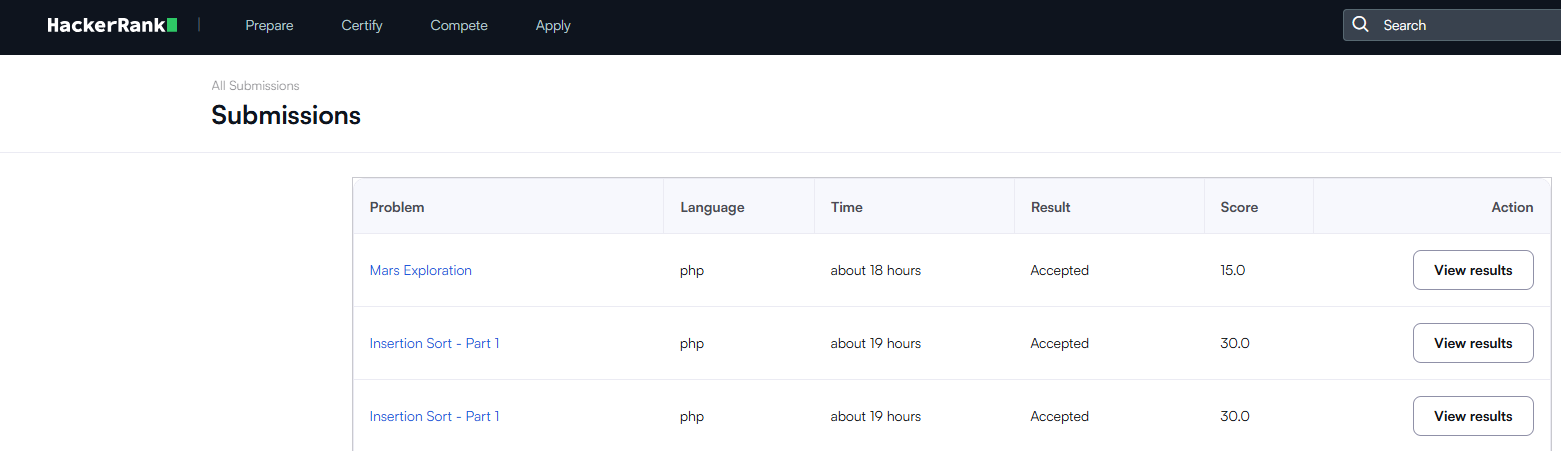 HackerRank | Prepare Certify Compete Apply Search
All Submissions
Submissions
Problem Language Time Result Score Action
Mars Exploration php about 18 hours Accepted 15.0 View results
Insertion Sort - Part 1 php about 19 hours Accepted 30.0 View results
Insertion Sort - Part 1 php about 19 hours Accepted 30.0 View results